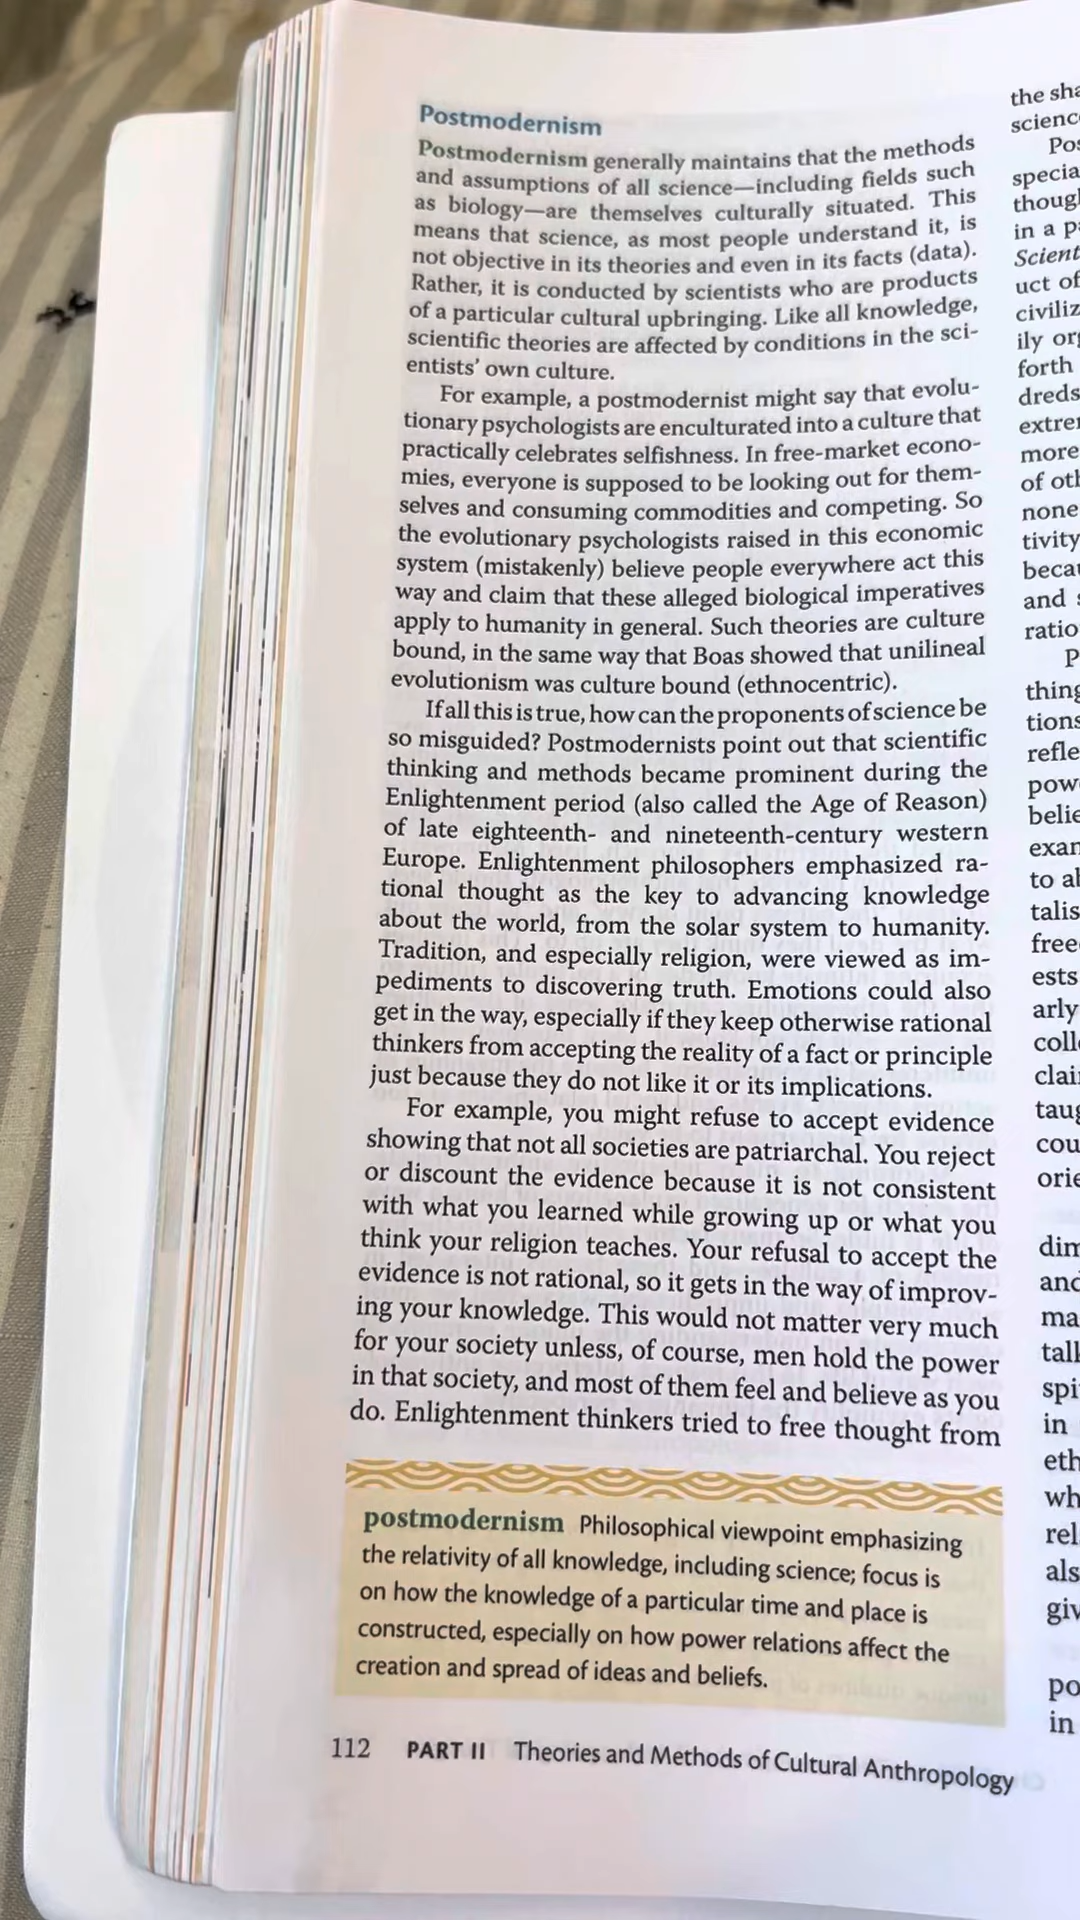 Postmodernism
Postmodernism generally maintains that the methods
and assumptions of all science—including fields such
as biology—are themselves culturally situated. This
means that science, as most people understand it, is
not objective in its theories and even in its facts (data).
Rather, it is conducted by scientists who are products
of a particular cultural upbringing. Like all knowledge,
scientific theories are affected by conditions in the sci-
entists' own culture.
For example, a postmodernist might say that evolu-
tionary psychologists are enculturated into a culture that
practically celebrates selfishness. In free-market econo-
mies, everyone is supposed to be looking out for them-
selves and consuming commodities and competing. So
the evolutionary psychologists raised in this economic
system (mistakenly) believe people everywhere act this
way and claim that these alleged biological imperatives
apply to humanity in general. Such theories are culture
bound, in the same way that Boas showed that unilineal
evolutionism was culture bound (ethnocentric).
If all this is true, how can the proponents of science be
so misguided? Postmodernists point out that scientific
thinking and methods became prominent during the
Enlightenment period (also called the Age of Reason)
of late eighteenth- and nineteenth-century western
Europe. Enlightenment philosophers emphasized ra-
tional thought as the key to advancing knowledge
about the world, from the solar system to humanity.
Tradition, and especially religion, were viewed as im-
pediments to discovering truth. Emotions could also
get in the way, especially if they keep otherwise rational
thinkers from accepting the reality of a fact or principle
just because they do not like it or its implications.
For example, you might refuse to accept evidence
showing that not all societies are patriarchal. You reject
or discount the evidence because it is not consistent
with what you learned while growing up or what you
think your religion teaches. Your refusal to accept the
evidence is not rational, so it gets in the way of improv-
ing your knowledge. This would not matter very much
for your society unless, of course, men hold the power
in that society, and most of them feel and believe as you
do. Enlightenment thinkers tried to free thought from
postmodernism Philosophical viewpoint emphasizing
the relativity of all knowledge, including science; focus is
on how the knowledge of a particular time and place is
constructed, especially on how power relations affect the
creation and spread of ideas and beliefs.
112 PART II Theories and Methods of Cultural Anthropology
the
in a
uct of
forth
more
of
none
and
to
free
ests
and
in